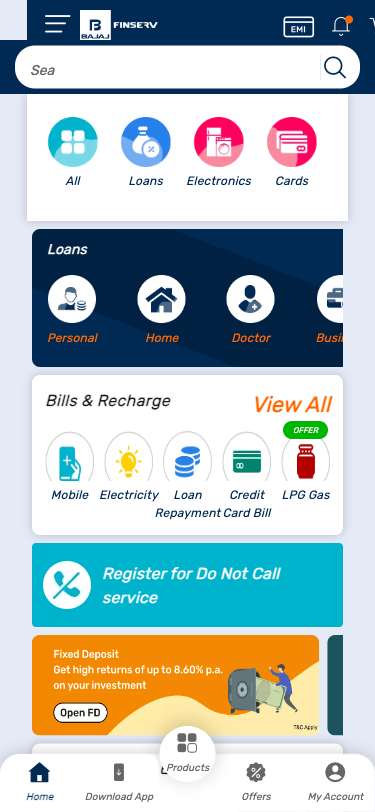 BAJAJ
FINSERV
EMI
Sea
All
Loans
Electronics
Cards
Loans
Personal
Home
Doctor
Busin
Bills & Recharge
View All
OFFER
Mobile
Electricity
Loan
Repayment
Credit
Card Bill
LPG Gas
Register for Do Not Call
service
Fixed Deposit
Get high returns of up to 8.60% p.a.
on your investment
Open FD
T&C Apply
Home
Download App
Products
Offers
My Account